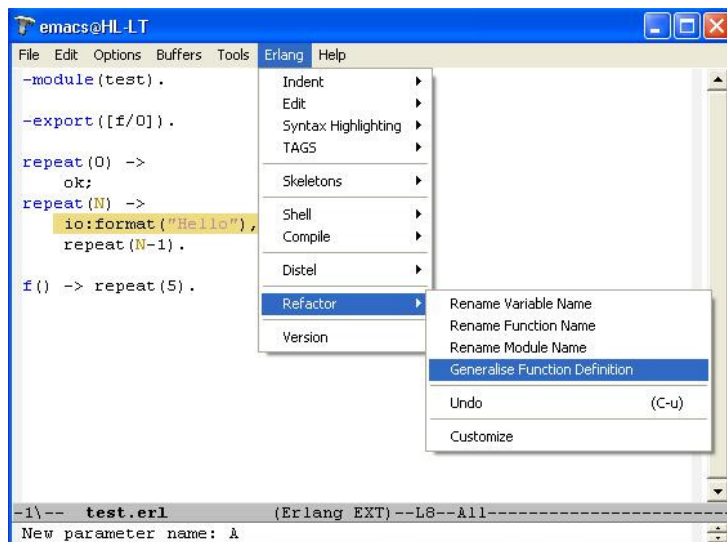 emacs@HL-LT
File Edit Options Buffers Tools Erlang Help
-module(test).
-export([f/0]).
repeat(0) ->
ok;
repeat(N) ->
io:format("Hello"),
repeat(N-1).
f() -> repeat(5).
Indent
Edit
Syntax Highlighting
TAGS
Skeletons
Shell
Compile
Distel
Refactor
Version
Rename Variable Name
Rename Function Name
Rename Module Name
Generalise Function Definition
Undo (C-u)
Customize
-1\-- test.erl (Erlang EXT)--L8--All------------------------
New parameter name: A